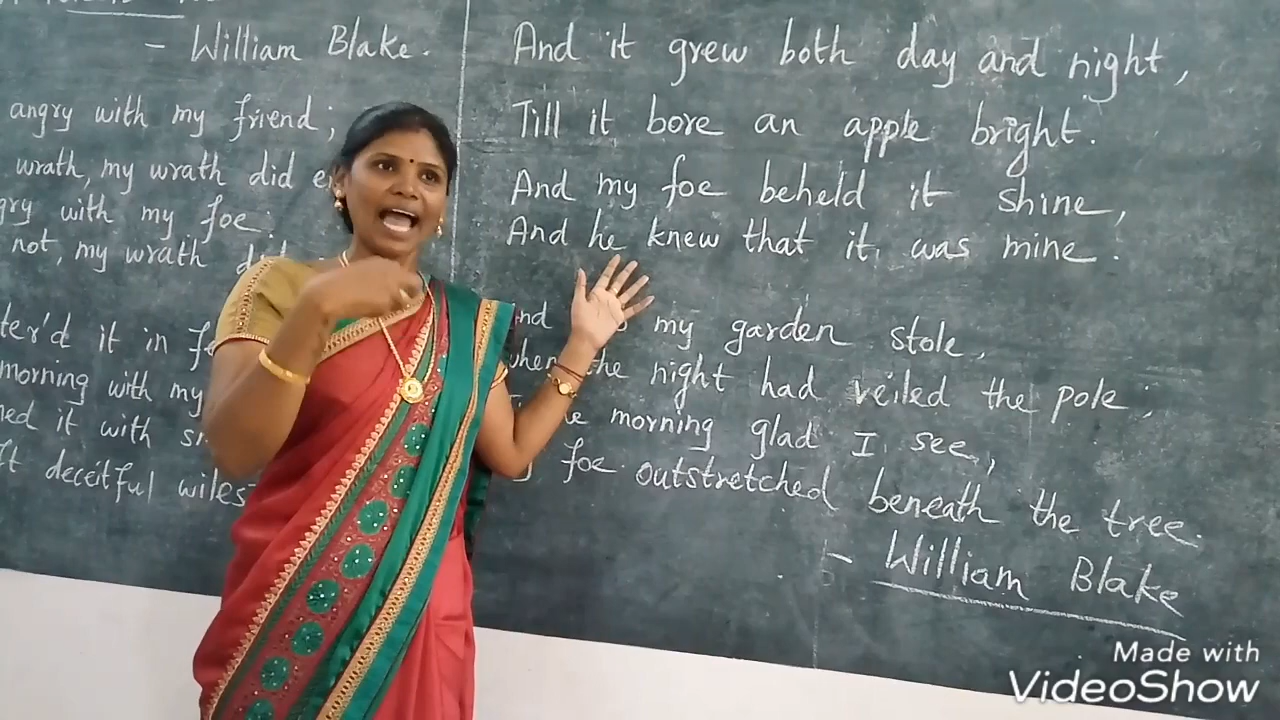 - William Blake.
angry with my friend;
wrath, my wrath did
gry with my foe:
not, my wrath did
ter'd it in
morning with my
ned it with
deceitful wiles
And it grew both day and night,
Till it bore an apple bright.
And my foe beheld it shine,
And he knew that it was mine.
my garden stole,
the night had veiled the pole;
morning glad I see,
foe outstretched beneath the tree.
- William Blake
Made with
VideoShow